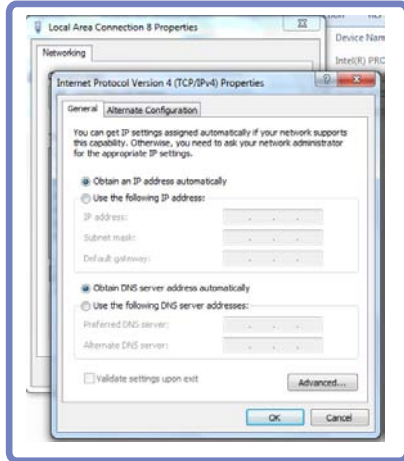 Local Area Connection 8 Properties
Device Nam
Networking
Intel(R) PRO
Internet Protocol Version 4 (TCP/IPv4) Properties
General
Alternate Configuration
You can get IP settings assigned automatically if your network supports
this capability. Otherwise, you need to ask your network administrator
for the appropriate IP settings.
Obtain an IP address automatically
Use the following IP address:
IP address:
Subnet mask:
Default gateway:
Obtain DNS server address automatically
Use the following DNS server addresses:
Preferred DNS server:
Alternate DNS server:
Validate settings upon exit
Advanced...
OK
Cancel